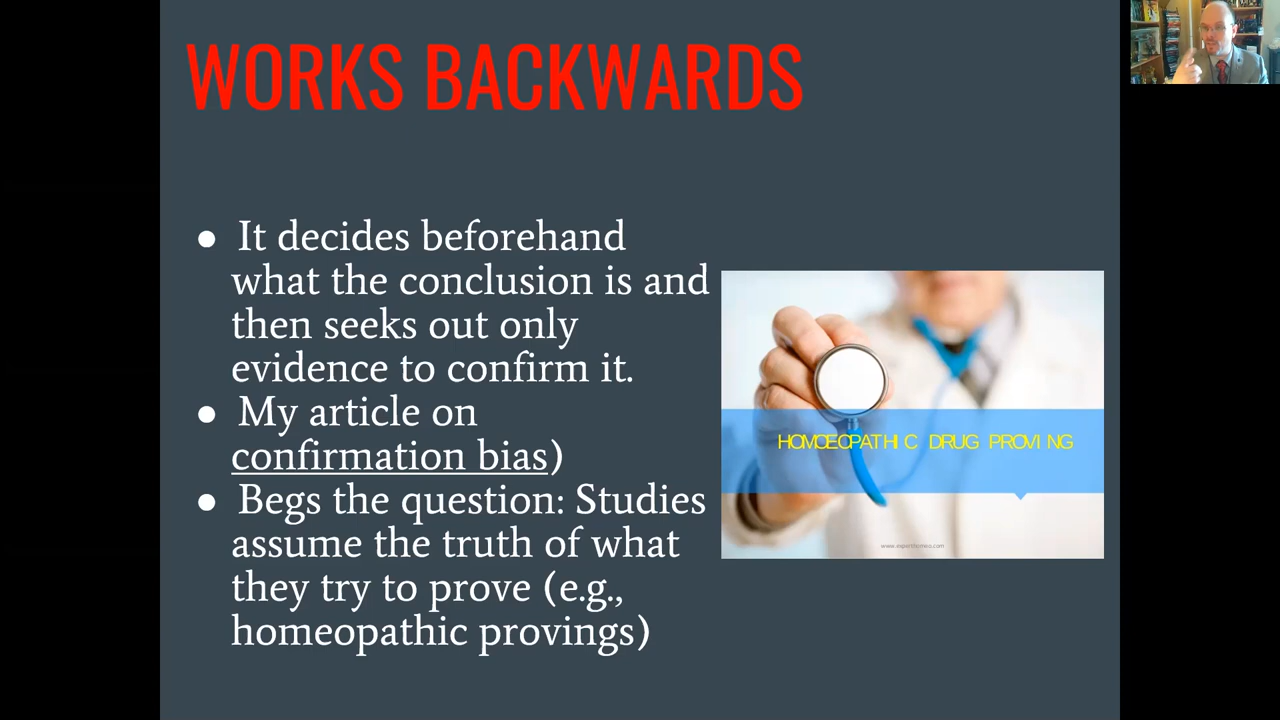 WORKS BACKWARDS
● It decides beforehand
what the conclusion is and
then seeks out only
evidence to confirm it.
● My article on
confirmation bias)
● Begs the question: Studies
assume the truth of what
they try to prove (e.g.,
homeopathic provings)
HOMOEOPATHIC DRUG PROVING